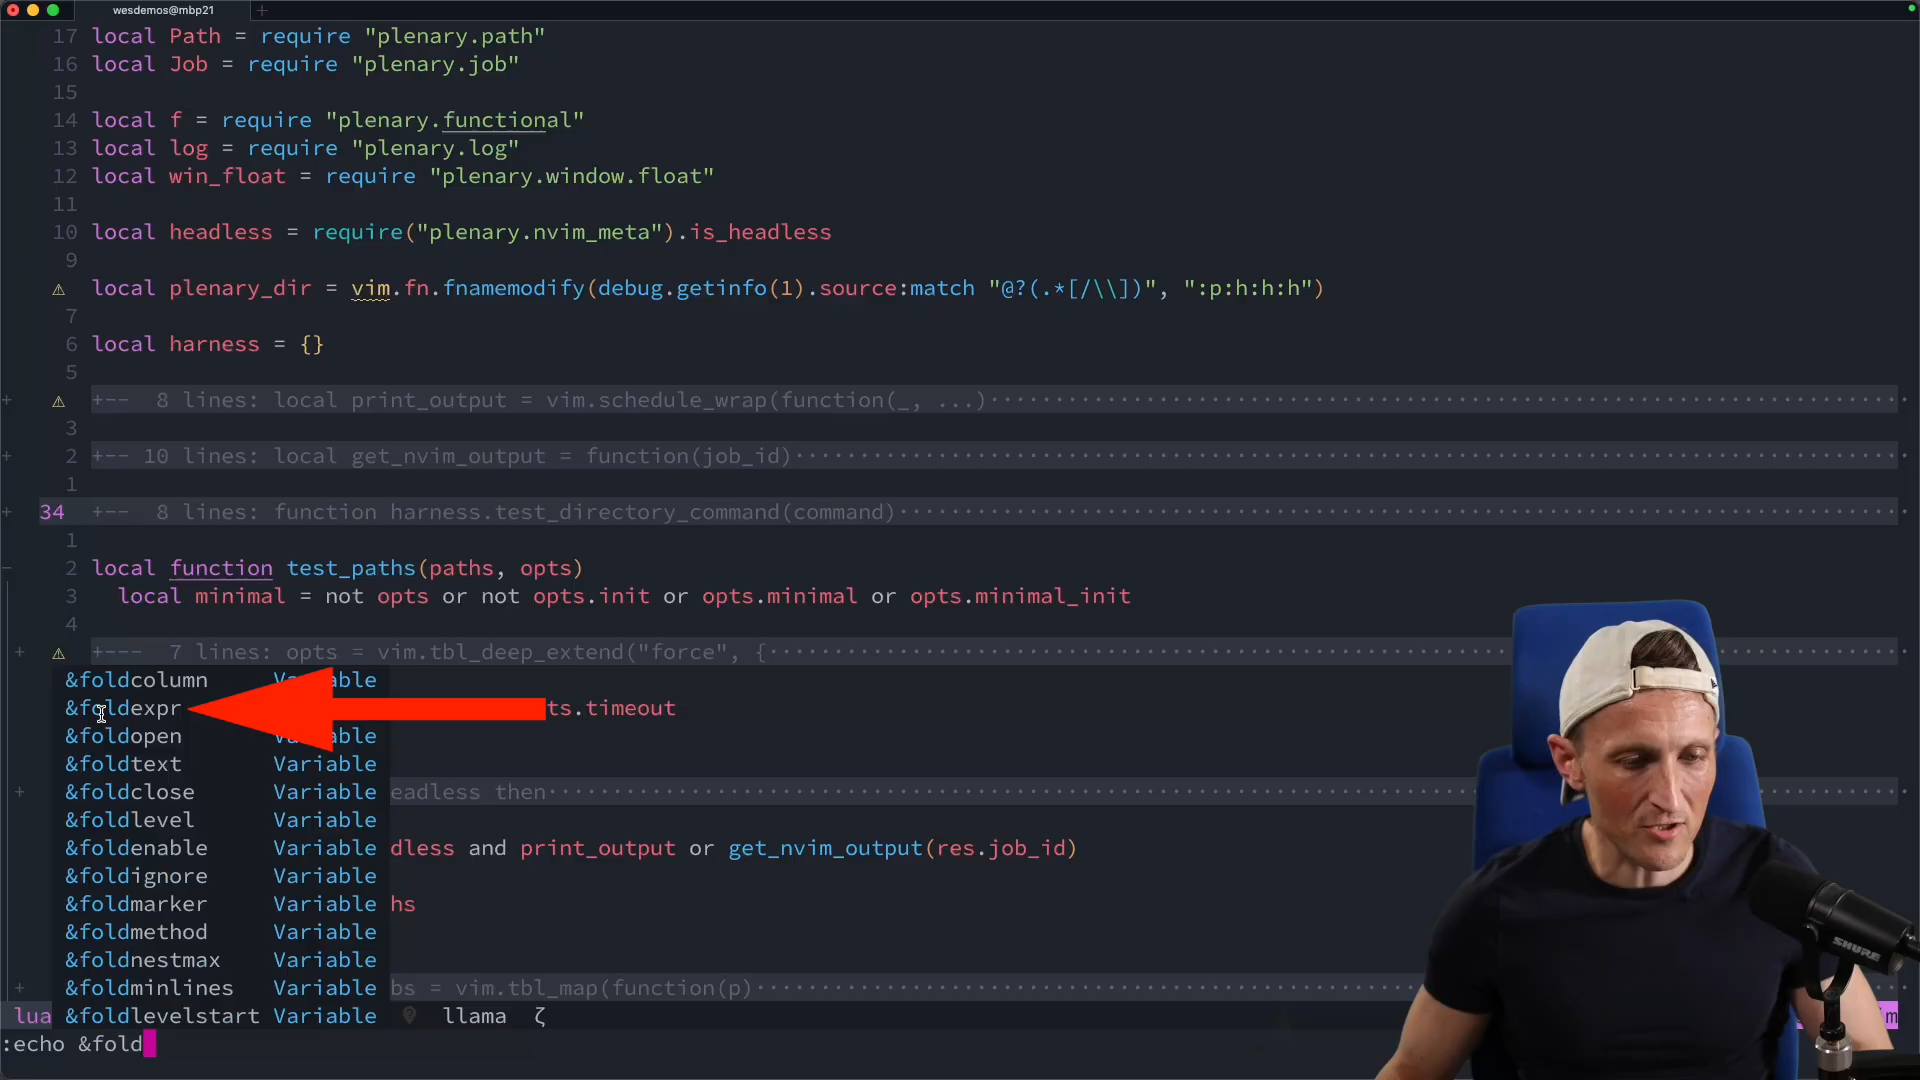 wesdemos@mbp21
17 local Path = require "plenary.path"
16 local Job = require "plenary.job"
15
14 local f = require "plenary.functional"
13 local log = require "plenary.log"
12 local win_float = require "plenary.window.float"
11
10 local headless = require("plenary.nvim_meta").is_headless
9
local plenary_dir = vim.fn.fnamemodify(debug.getinfo(1).source:match "@?(.*[/\\])", ":p:h:h:h")
7
6 local harness = {}
5
+ +-- 8 lines: local print_output = vim.schedule_wrap(function(_, ...)
3
+ 2 +-- 10 lines: local get_nvim_output = function(job_id)
1
+ 34 +-- 8 lines: function harness.test_directory_command(command)
1
- 2 local function test_paths(paths, opts)
3 local minimal = not opts or not opts.init or opts.minimal or opts.minimal_init
4
+ +--- 7 lines: opts = vim.tbl_deep_extend("force", {
&foldcolumn
&foldexpr ts.timeout
&foldopen
&foldtext Variable
+ &foldclose Variable eadless then
&foldlevel Variable
&foldenable Variable dless and print_output or get_nvim_output(res.job_id)
&foldignore Variable
&foldmarker Variable hs
&foldmethod Variable
&foldnestmax Variable
+ &foldminlines Variable bs = vim.tbl_map(function(p)
lua &foldlevelstart Variable llama ζ
:echo &fold
SHURE